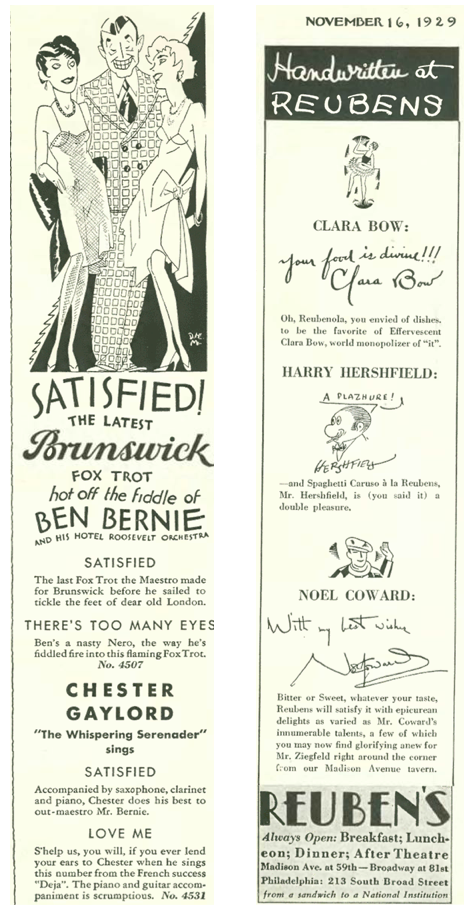 SATISFIED!
THE LATEST
Brunswick
FOX TROT
hot off the fiddle of
BEN BERNIE
AND HIS HOTEL ROOSEVELT ORCHESTRA
SATISFIED
The last Fox Trot the Maestro made
for Brunswick before he sailed to
tickle the feet of dear old London.
THERE'S TOO MANY EYES
Ben's a nasty Nero, the way he's
fiddled fire into this flaming Fox Trot.
No. 4507
CHESTER
GAYLORD
"The Whispering Serenader"
sings
SATISFIED
Accompanied by saxophone, clarinet
and piano, Chester does his best to
out-maestro Mr. Bernie.
LOVE ME
S'help us, you will, if you ever lend
your ears to Chester when he sings
this number from the French success
"Deja". The piano and guitar accom-
paniment is scrumptious. No. 4531
NOVEMBER 16, 1929
Handwritten at
REUBENS
CLARA BOW:
your food is divine!!!
Clara Bow
Oh, Reubenola, you envied of dishes,
to be the favorite of Effervescent
Clara Bow, world monopolizer of "it".
HARRY HERSHFIELD:
A PLAZHURE!
HERSHFIELD
—and Spaghetti Caruso à la Reubens,
Mr. Hershfield, is (you said it) a
double pleasure.
NOEL COWARD:
With my best wishes
Noel Coward
Bitter or Sweet, whatever your taste,
Reubens will satisfy it with epicurean
delights as varied as Mr. Coward's
innumerable talents, a few of which
you may now find glorifying anew for
Mr. Ziegfeld right around the corner
from our Madison Avenue tavern.
REUBEN'S
Always Open: Breakfast; Lunch-
eon; Dinner; After Theatre
Madison Ave. at 59th—Broadway at 81st
Philadelphia: 213 South Broad Street
from a sandwich to a National Institution